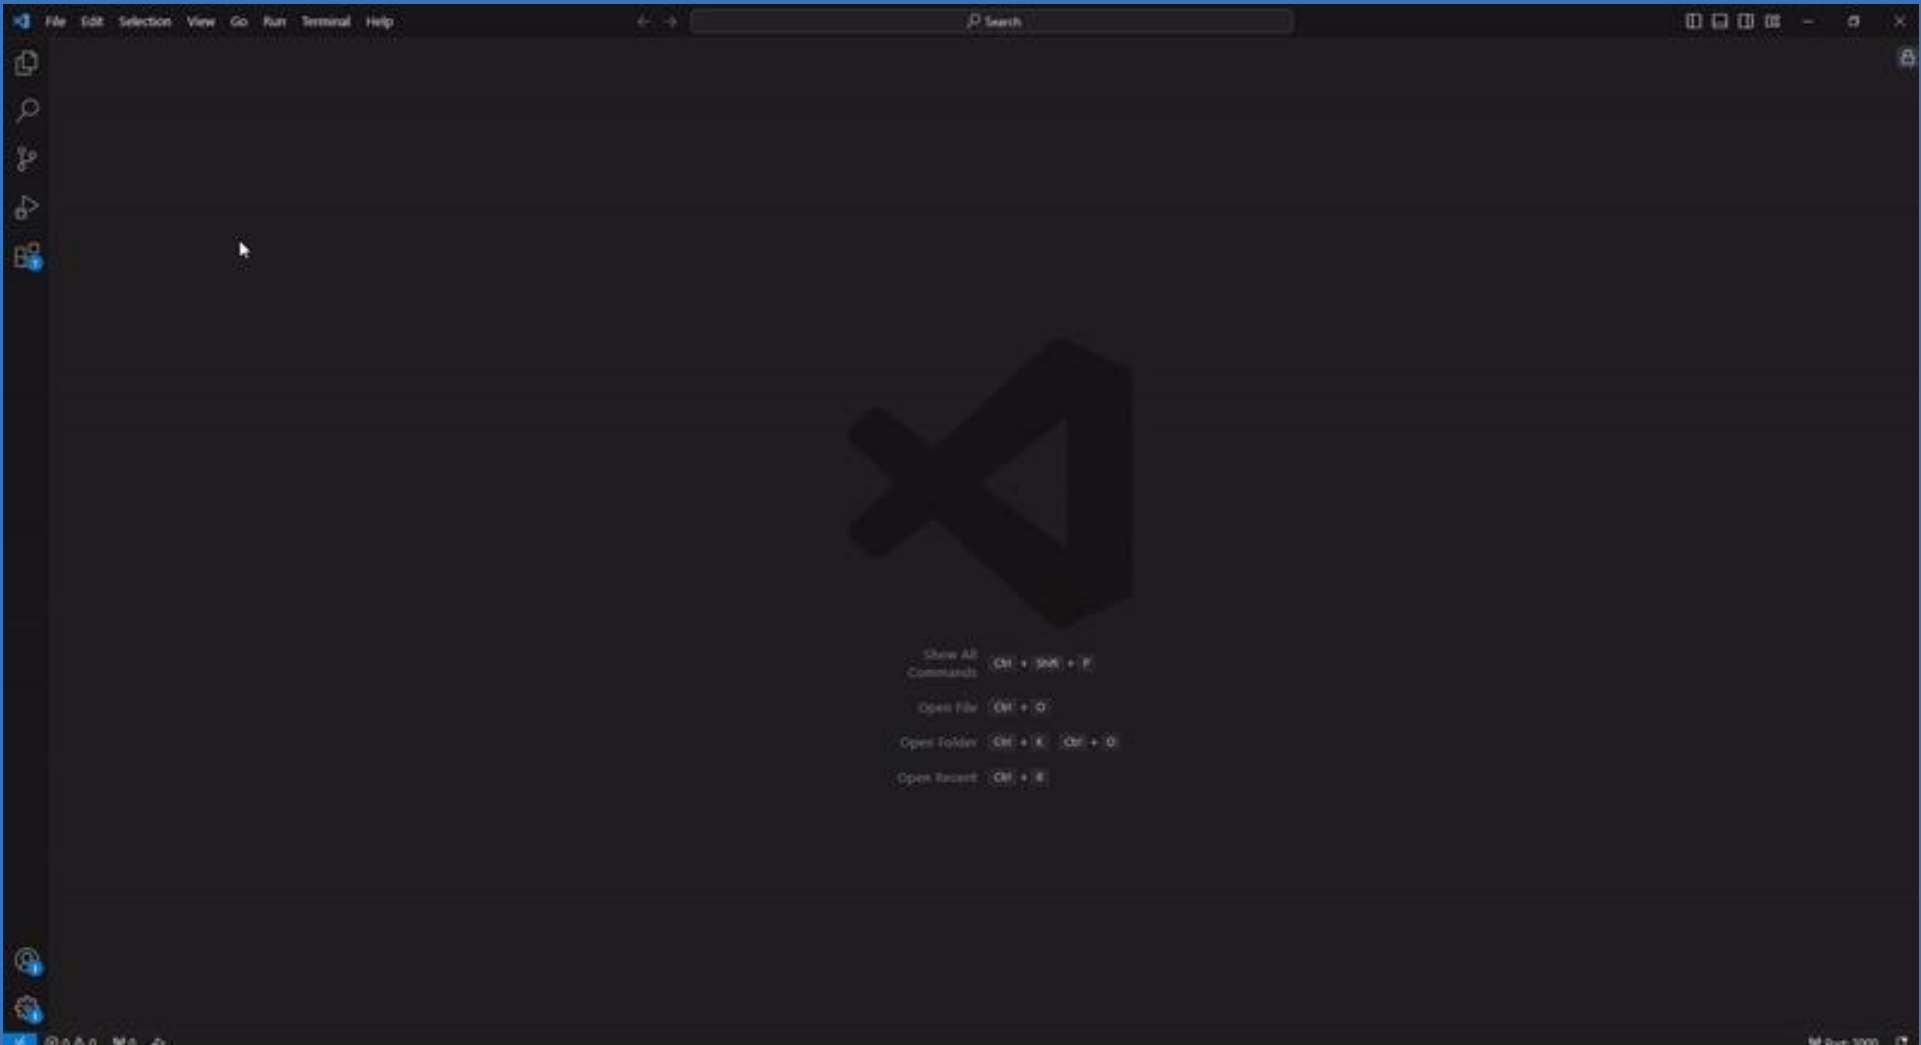 File Edit Selection View Go Run Terminal Help
Search
Show All
Commands
Ctrl + Shift + P
Open File Ctrl + O
Open Folder Ctrl + K Ctrl + O
Open Recent Ctrl + R